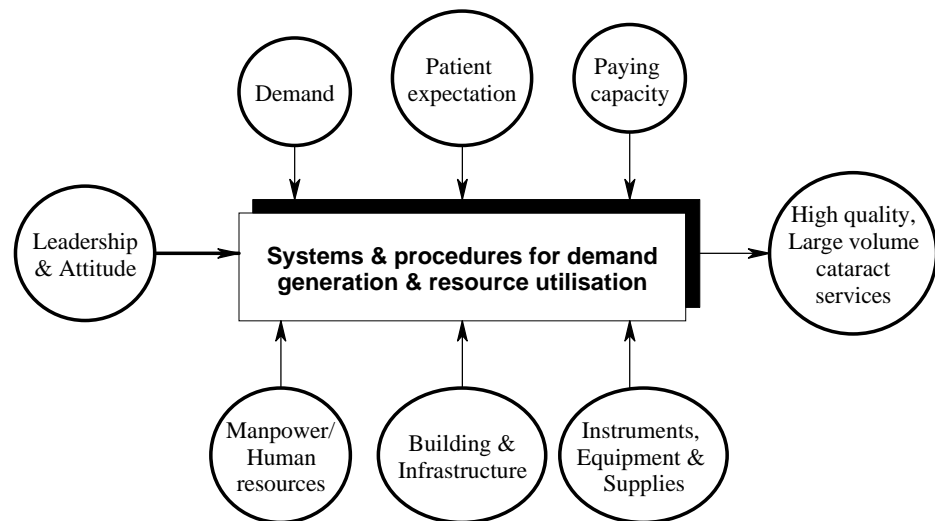 Demand
Patient
expectation
Paying
capacity
Leadership
& Attitude
Systems & procedures for demand
generation & resource utilisation
High quality,
Large volume
cataract
services
Manpower/
Human
resources
Building &
Infrastructure
Instruments,
Equipment &
Supplies